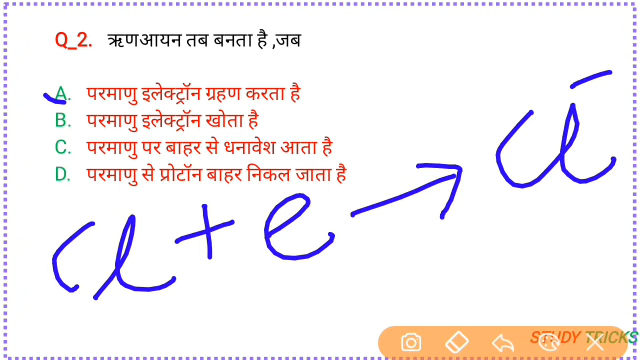 Q_2. ऋणआयन तब बनता है ,जब
A. परमाणु इलेक्ट्रॉन ग्रहण करता है
B. परमाणु इलेक्ट्रॉन खोता है
C. परमाणु पर बाहर से धनावेश आता है
D. परमाणु से प्रोटॉन बाहर निकल जाता है
Cl + e → Cl⁻
STUDY TRICKS